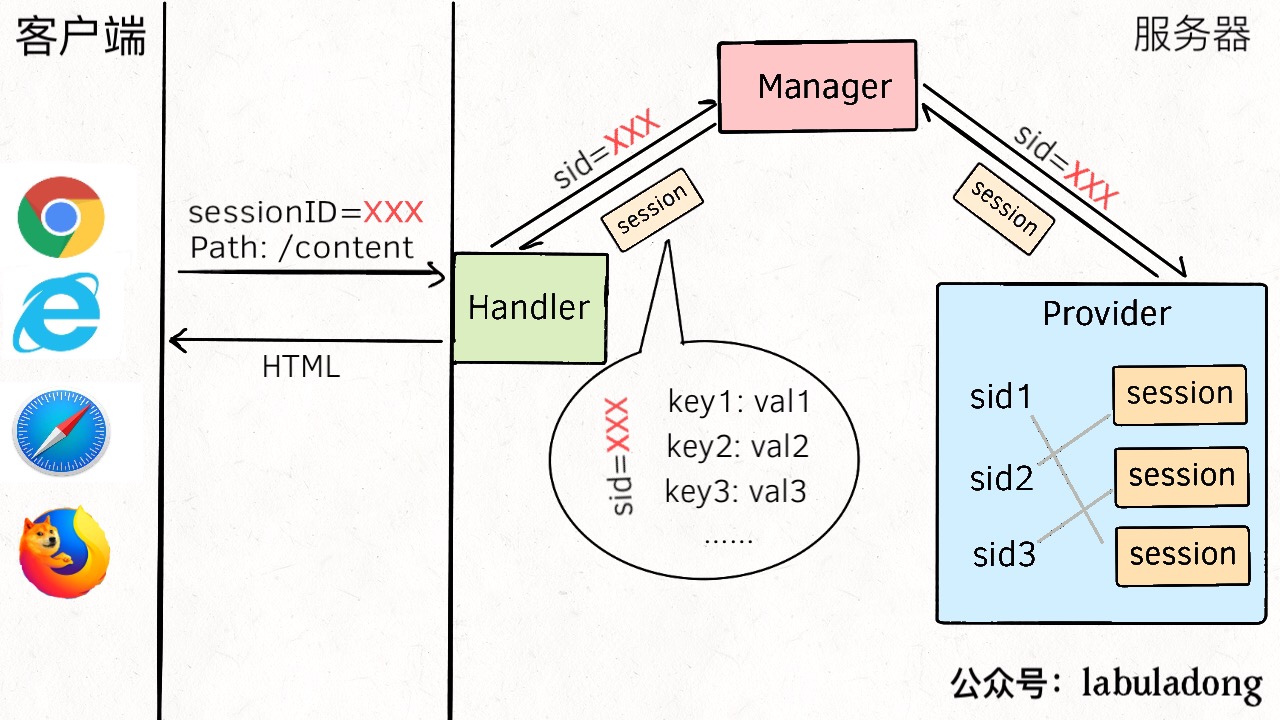 客户端
服务器
Manager
sid=XXX
session
sid=XXX
session
sessionID=XXX
Path: /content
HTML
Handler
sid=XXX
key1: val1
key2: val2
key3: val3
......
Provider
sid1
session
sid2
session
sid3
session
公众号：labuladong